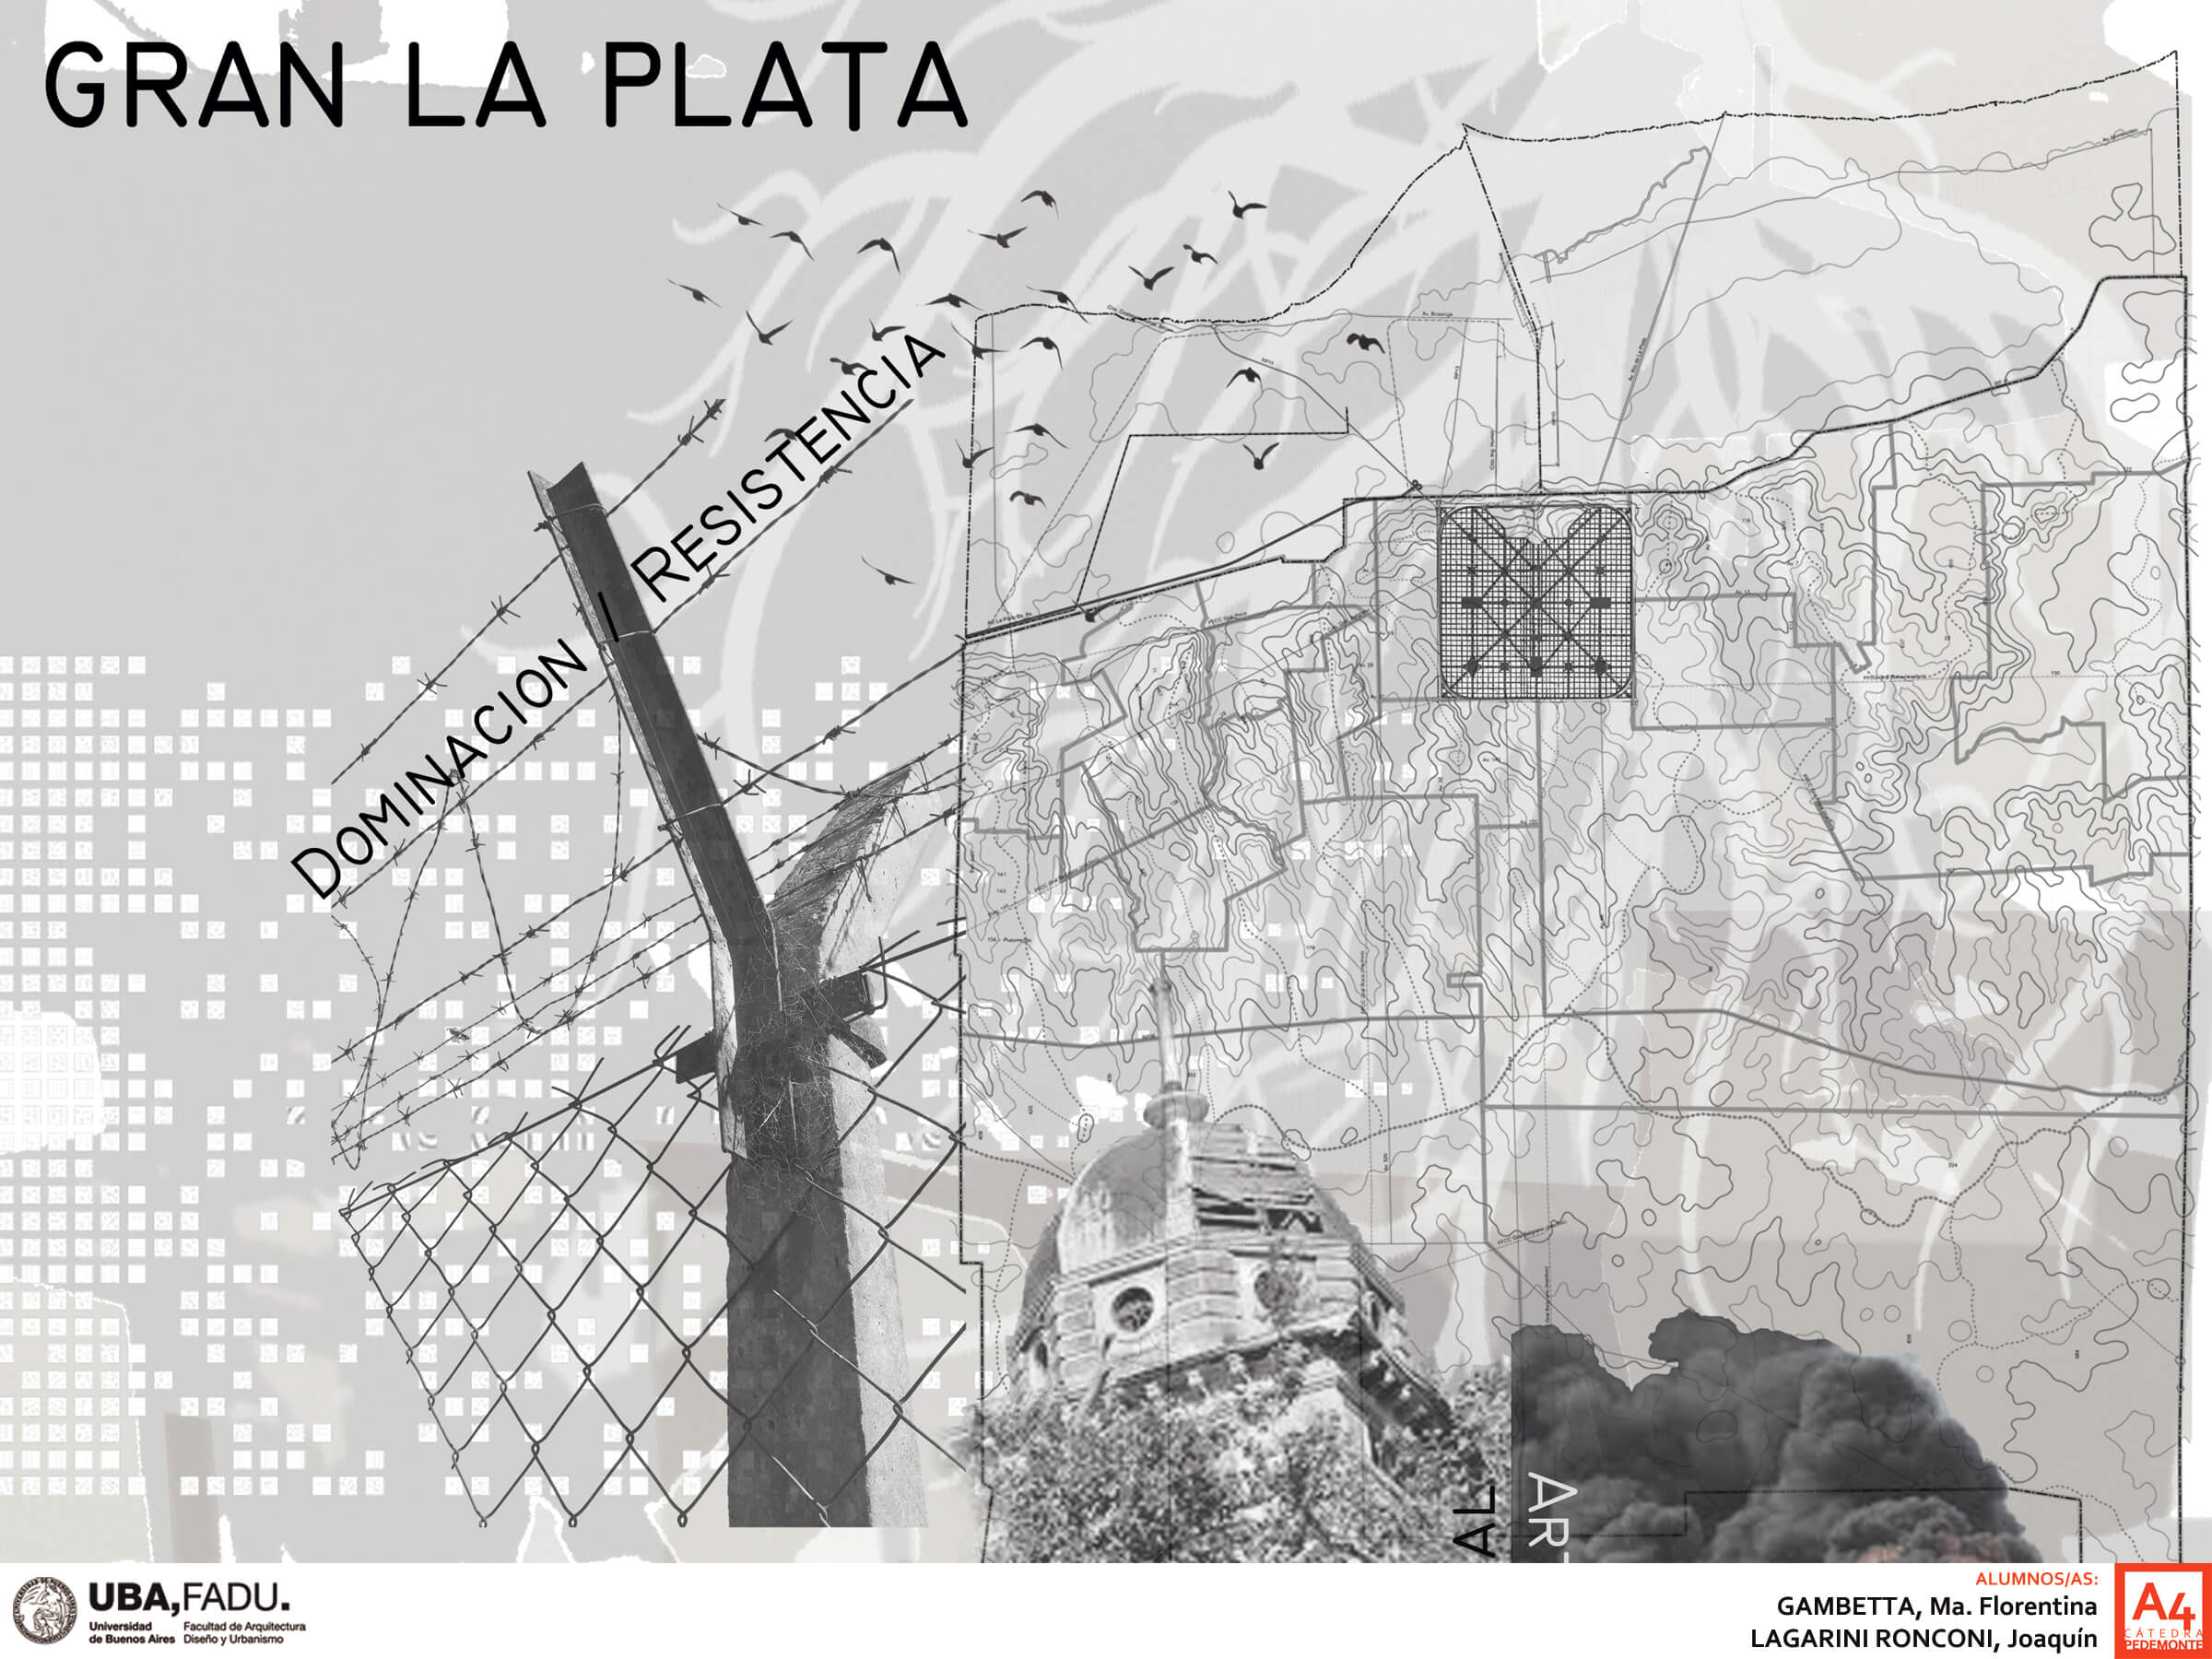 GRAN LA PLATA
DOMINACION / RESISTENCIA
AL
AR
UBA,FADU.
Universidad
de Buenos Aires
Facultad de Arquitectura
Diseño y Urbanismo
ALUMNOS/AS:
GAMBETTA, Ma. Florentina
LAGARINI RONCONI, Joaquín
A4
CÁTEDRA
PEDEMONTE